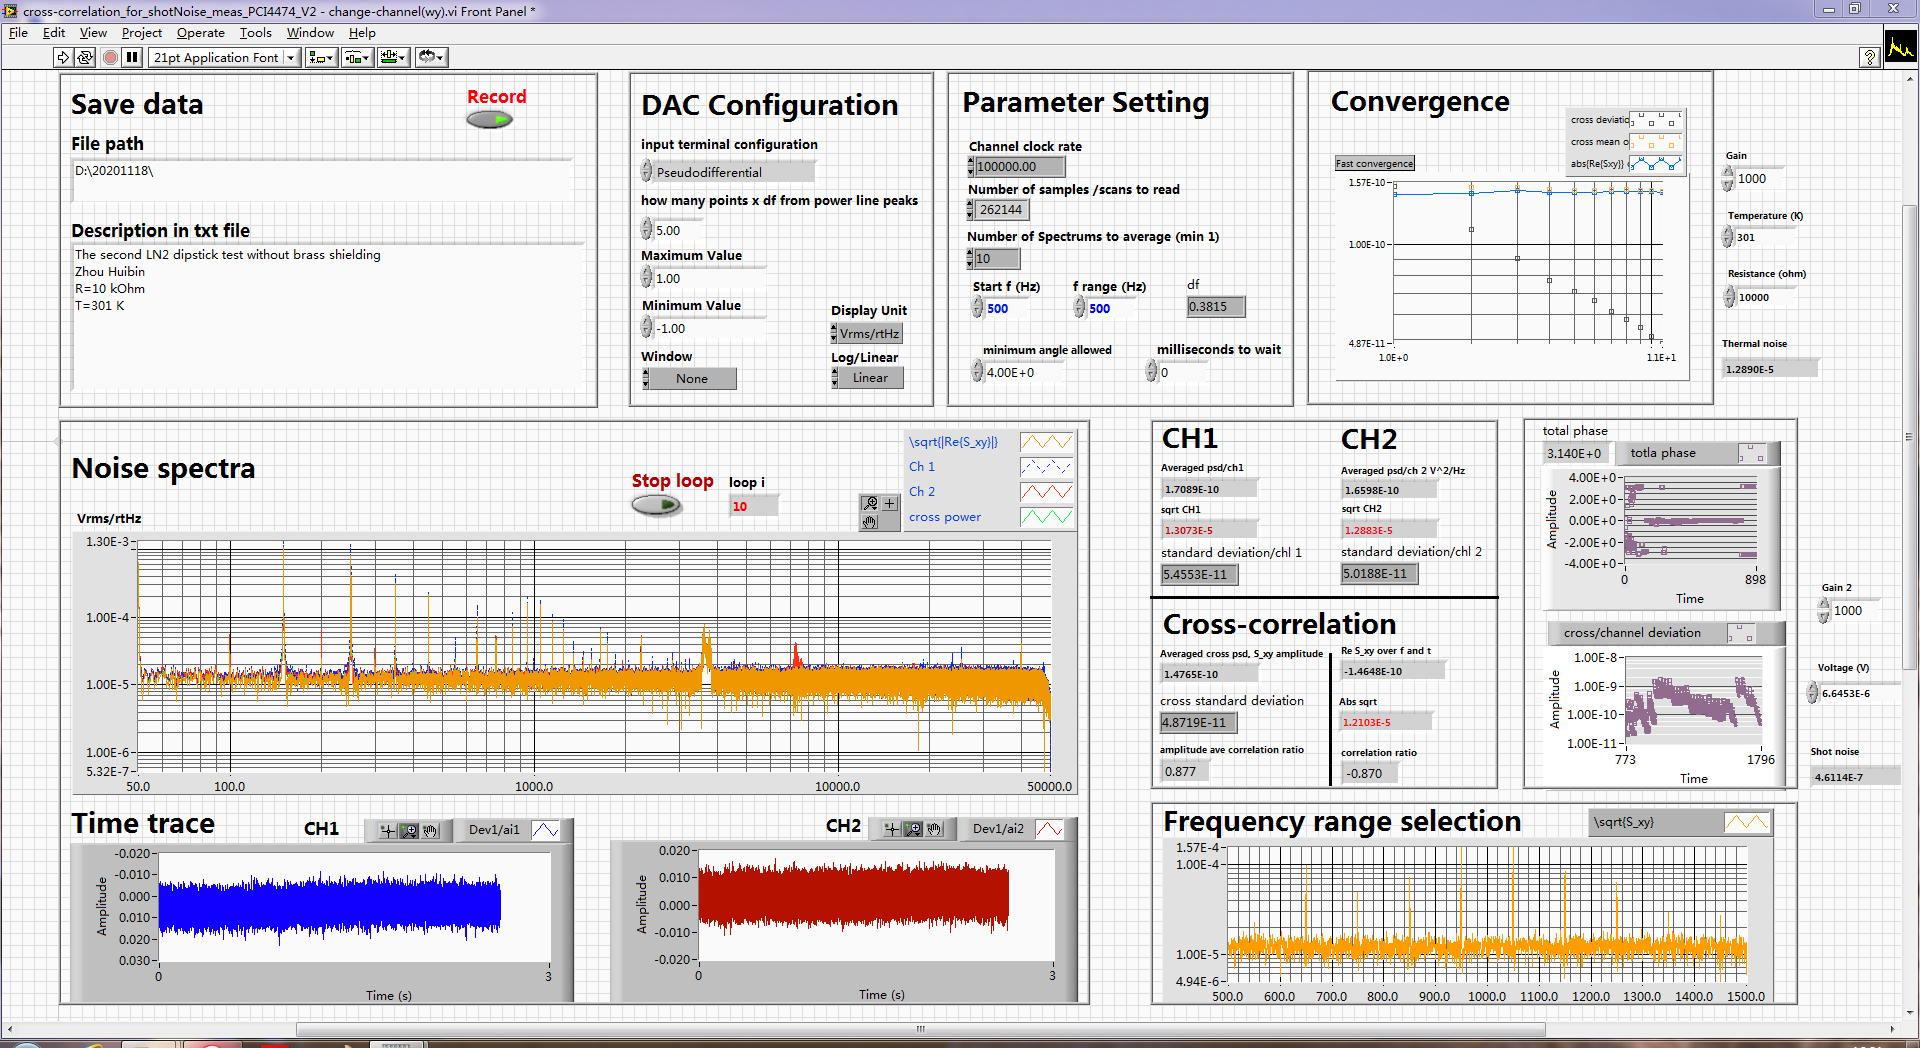 cross-correlation_for_shotNoise_meas_PCI4474_V2 - change-channel(wy).vi Front Panel *
File Edit View Project Operate Tools Window Help
21pt Application Font
Save data
Record
File path
D:\20201118\
Description in txt file
The second LN2 dipstick test without brass shielding
Zhou Huibin
R=10 kOhm
T=301 K
DAC Configuration
input terminal configuration
Pseudodifferential
how many points x df from power line peaks
5.00
Maximum Value
1.00
Minimum Value
-1.00
Display Unit
Vrms/rtHz
Window
None
Log/Linear
Linear
Parameter Setting
Channel clock rate
100000.00
Number of samples /scans to read
262144
Number of Spectrums to average (min 1)
10
Start f (Hz)
500
f range (Hz)
500
df
0.3815
minimum angle allowed
4.00E+0
milliseconds to wait
0
Convergence
cross deviatio
cross mean o
abs{Re(Sxy)}
Fast convergence
1.57E-10
1.00E-10
4.87E-11
1.0E+0 1.1E+1
Gain
1000
Temperature (K)
301
Resistance (ohm)
10000
Thermal noise
1.2890E-5
Noise spectra
Stop loop
loop i
10
\sqrt{|Re{S_xy}|}
Ch 1
Ch 2
cross power
Vrms/rtHz
1.30E-3
1.00E-4
1.00E-5
1.00E-6
5.32E-7
50.0 100.0 1000.0 10000.0 50000.0
Time trace
CH1
Dev1/ai1
Amplitude
-0.020
-0.010
0.000
0.010
0.020
0.030
0 3
Time (s)
CH2
Dev1/ai2
Amplitude
0.020
0.010
0.000
-0.010
-0.020
0 3
Time (s)
CH1
Averaged psd/ch1
1.7089E-10
sqrt CH1
1.3073E-5
standard deviation/chl 1
5.4553E-11
CH2
Averaged psd/ch 2 V^2/Hz
1.6598E-10
sqrt CH2
1.2883E-5
standard deviation/chl 2
5.0188E-11
Cross-correlation
Averaged cross psd, S_xy amplitude
1.4765E-10
cross standard deviation
4.8719E-11
amplitude ave correlation ratio
0.877
Re S_xy over f and t
-1.4648E-10
Abs sqrt
1.2103E-5
correlation ratio
-0.870
total phase
3.140E+0
totla phase
Amplitude
4.00E+0
2.00E+0
0.00E+0
-2.00E+0
-4.00E+0
0 898
Time
cross/channel deviation
Amplitude
1.00E-8
1.00E-9
1.00E-10
1.00E-11
773 1796
Time
Gain 2
1000
Voltage (V)
6.6453E-6
Shot noise
4.6114E-7
Frequency range selection
\sqrt{S_xy}
1.57E-4
1.00E-4
1.00E-5
4.94E-6
500.0 600.0 700.0 800.0 900.0 1000.0 1100.0 1200.0 1300.0 1400.0 1500.0